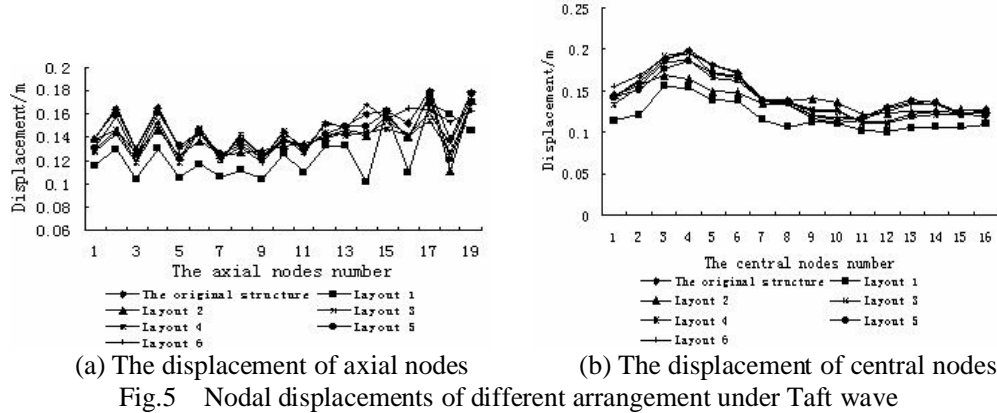 0.2
0.18
0.16
0.14
0.12
0.1
0.08
0.06
Displacement/m
1 3 5 7 9 11 13 15 17 19
The axial nodes number
The original structure Layout 1
Layout 2 Layout 3
Layout 4 Layout 5
Layout 6
(a) The displacement of axial nodes
0.25
0.2
0.15
0.1
0.05
0
Displacement/m
1 2 3 4 5 6 7 8 9 10 11 12 13 14 15 16
The central nodes number
The original structure Layout 1
Layout 2 Layout 3
Layout 4 Layout 5
Layout 6
(b) The displacement of central nodes
Fig.5 Nodal displacements of different arrangement under Taft wave